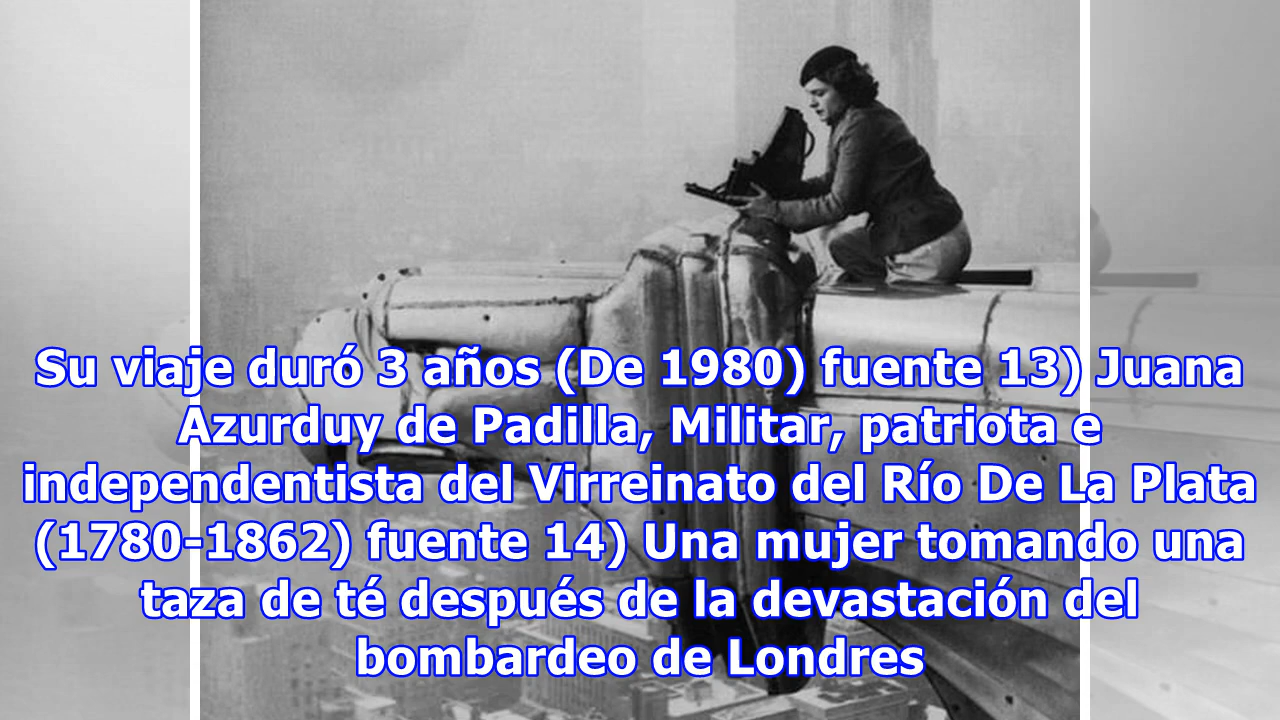 Su viaje duró 3 años (De 1980) fuente 13) Juana
Azurduy de Padilla, Militar, patriota e
independentista del Virreinato del Río De La Plata
(1780-1862) fuente 14) Una mujer tomando una
taza de té después de la devastación del
bombardeo de Londres